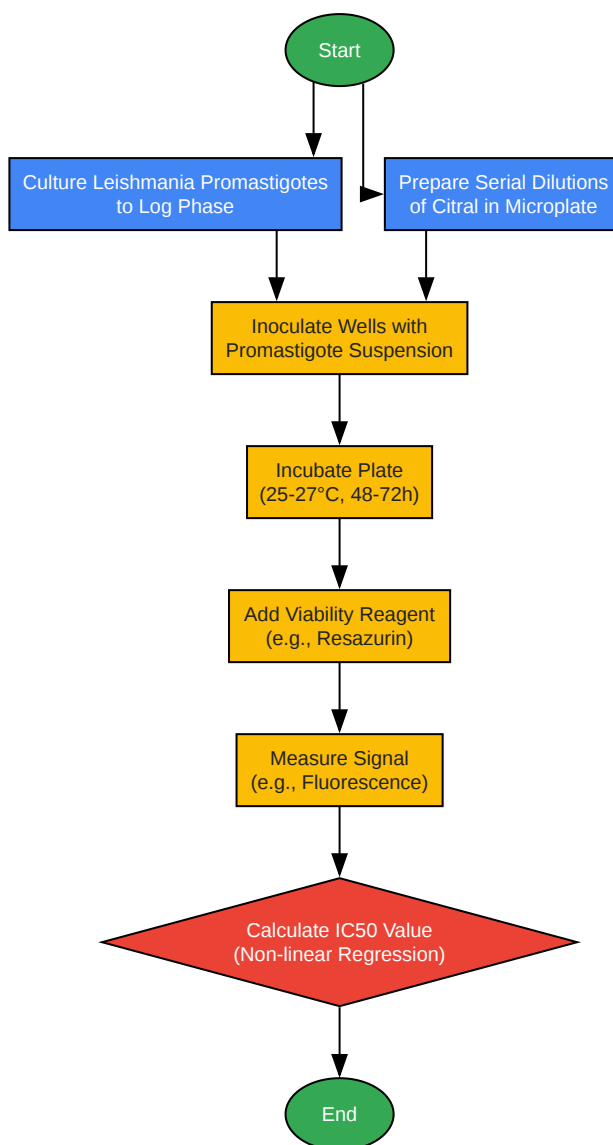 Start
Culture Leishmania Promastigotes
to Log Phase
Prepare Serial Dilutions
of Citral in Microplate
Inoculate Wells with
Promastigote Suspension
Incubate Plate
(25-27°C, 48-72h)
Add Viability Reagent
(e.g., Resazurin)
Measure Signal
(e.g., Fluorescence)
Calculate IC50 Value
(Non-linear Regression)
End